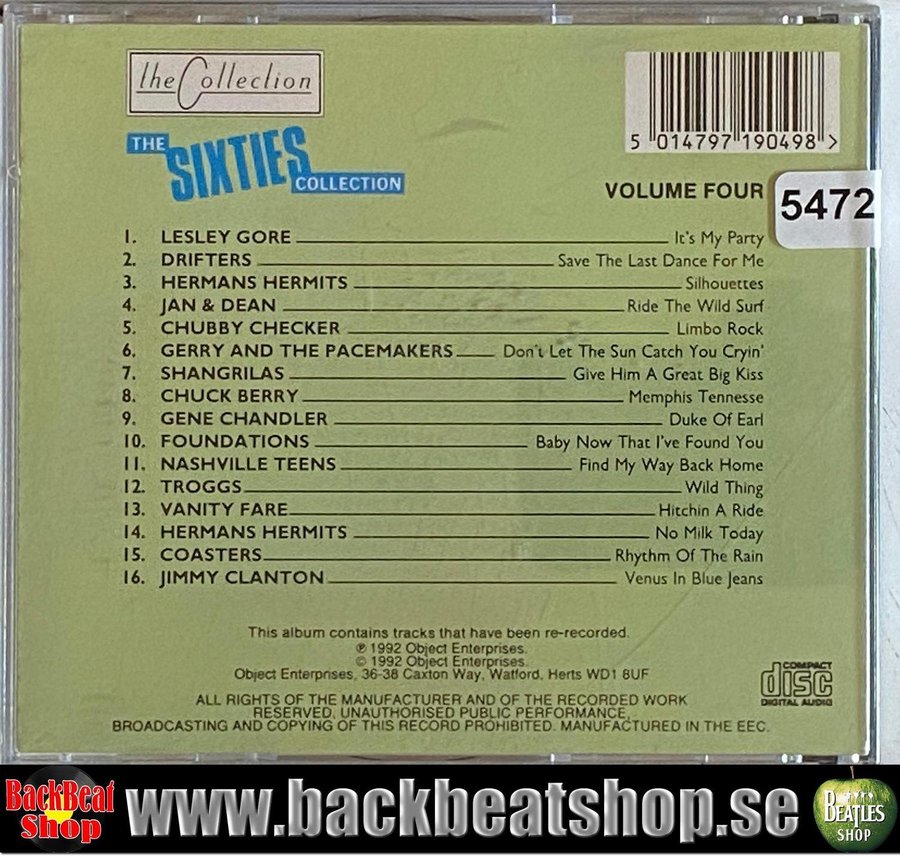 the Collection
THE SIXTIES COLLECTION
5 014797 190498 >
VOLUME FOUR
5472
1. LESLEY GORE It's My Party
2. DRIFTERS Save The Last Dance For Me
3. HERMANS HERMITS Silhouettes
4. JAN & DEAN Ride The Wild Surf
5. CHUBBY CHECKER Limbo Rock
6. GERRY AND THE PACEMAKERS Don't Let The Sun Catch You Cryin'
7. SHANGRILAS Give Him A Great Big Kiss
8. CHUCK BERRY Memphis Tennesse
9. GENE CHANDLER Duke Of Earl
10. FOUNDATIONS Baby Now That I've Found You
11. NASHVILLE TEENS Find My Way Back Home
12. TROGGS Wild Thing
13. VANITY FARE Hitchin A Ride
14. HERMANS HERMITS No Milk Today
15. COASTERS Rhythm Of The Rain
16. JIMMY CLANTON Venus In Blue Jeans
This album contains tracks that have been re-recorded.
℗ 1992 Object Enterprises.
© 1992 Object Enterprises.
Object Enterprises, 36-38 Caxton Way, Watford, Herts WD1 8UF
COMPACT
disc
DIGITAL AUDIO
ALL RIGHTS OF THE MANUFACTURER AND OF THE RECORDED WORK
RESERVED, UNAUTHORISED PUBLIC PERFORMANCE,
BROADCASTING AND COPYING OF THIS RECORD PROHIBITED. MANUFACTURED IN THE EEC.
BackBeat
Shop
www.backbeatshop.se
BEATLES
SHOP